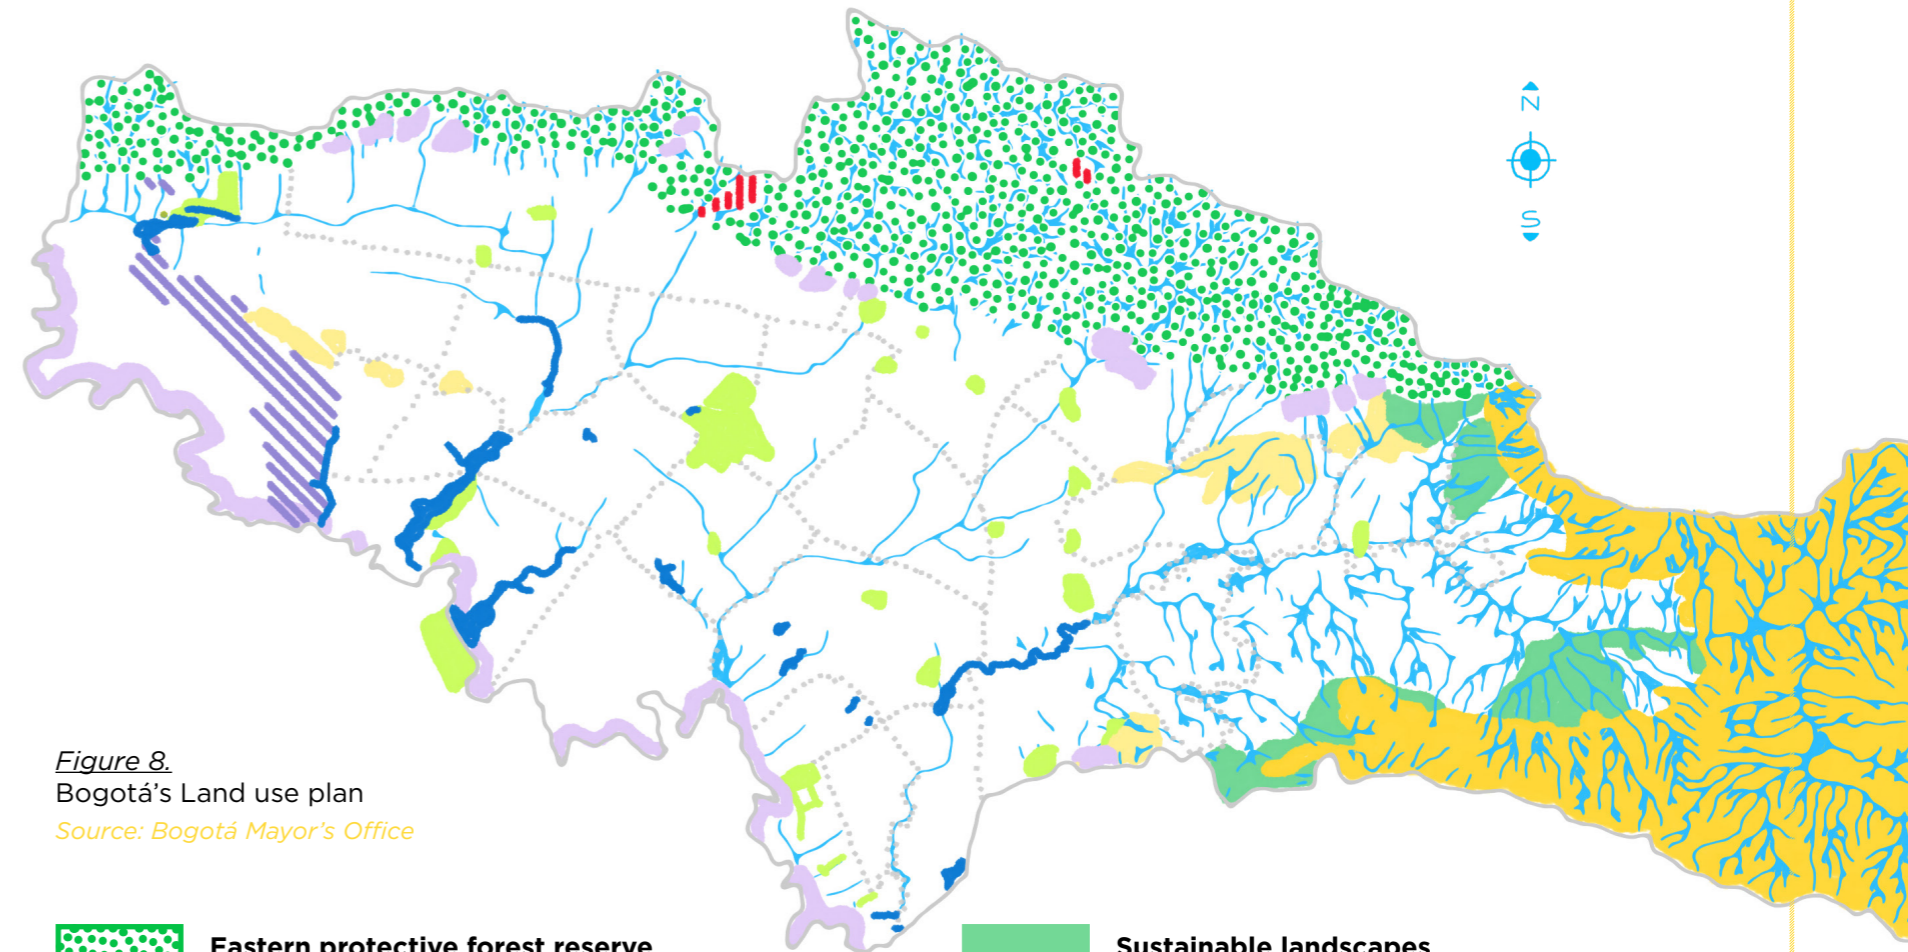 N
S
Figure 8.
Bogotá's Land use plan
Source: Bogotá Mayor's Office
Eastern protective forest reserve
Sustainable landscapes